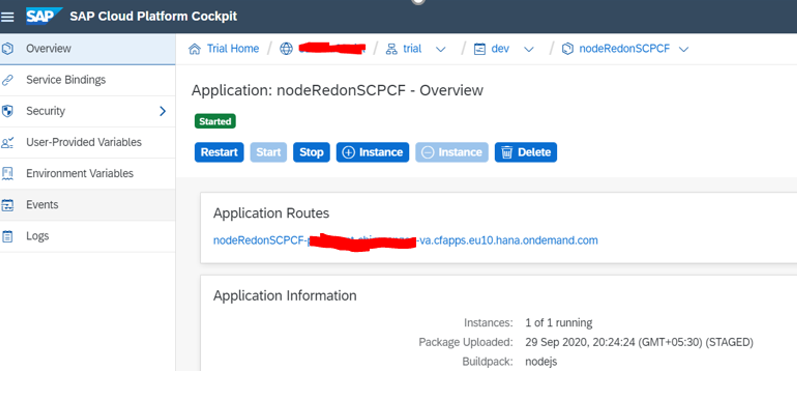 SAP SAP Cloud Platform Cockpit
Overview
Service Bindings
Security
User-Provided Variables
Environment Variables
Events
Logs
Trial Home / / trial / dev / nodeRedonSCPCF
Application: nodeRedonSCPCF - Overview
Started
Restart Start Stop Instance Instance Delete
Application Routes
nodeRedonSCPCF- -va.cfapps.eu10.hana.ondemand.com
Application Information
Instances: 1 of 1 running
Package Uploaded: 29 Sep 2020, 20:24:24 (GMT+05:30) (STAGED)
Buildpack: nodejs